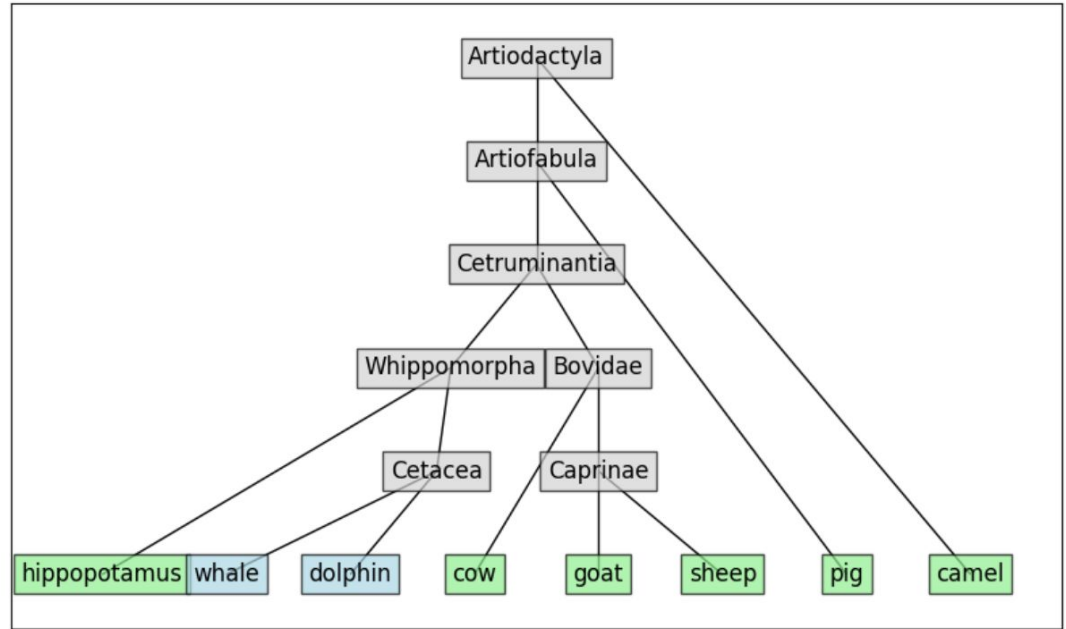 Artiodactyla
Artiofabula
Cetruminantia
Whippomorpha Bovidae
Cetacea Caprinae
hippopotamus whale dolphin cow goat sheep pig camel